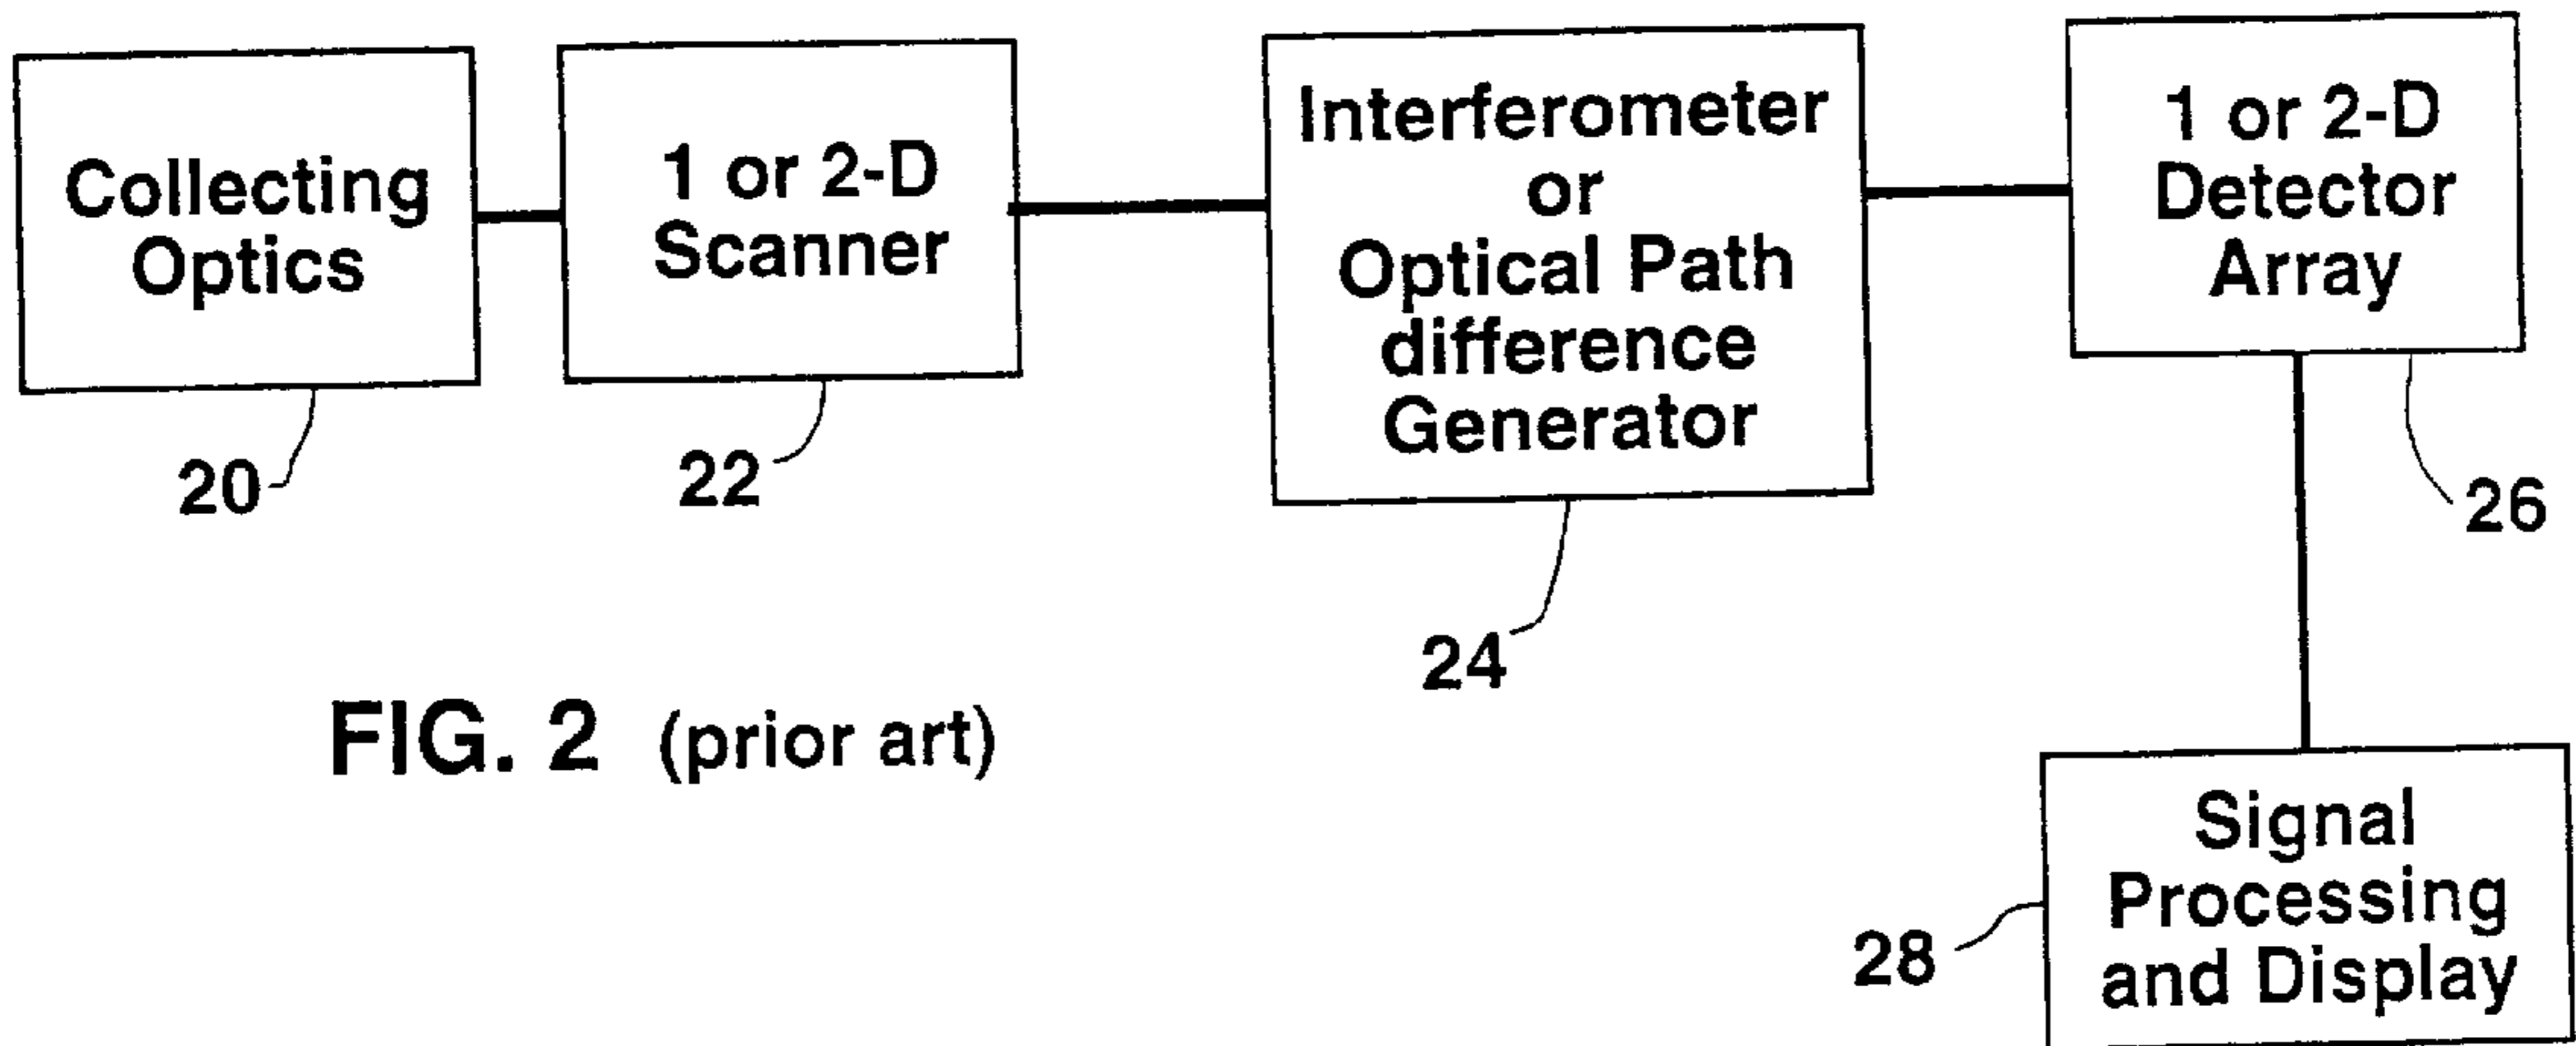 Collecting
Optics
20
1 or 2-D
Scanner
22
Interferometer
or
Optical Path
difference
Generator
24
1 or 2-D
Detector
Array
26
Signal
Processing
and Display
28
FIG. 2 (prior art)